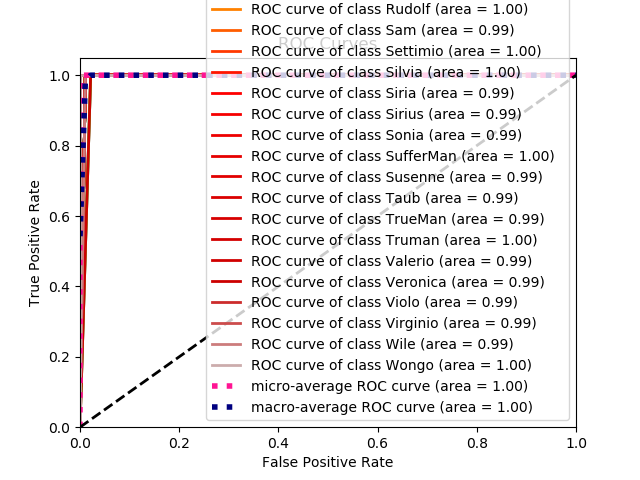 ROC curve of class Rudolf (area = 1.00)
ROC curve of class Sam (area = 0.99)
ROC Curves
ROC curve of class Settimio (area = 1.00)
ROC curve of class Silvia (area = 1.00)
ROC curve of class Siria (area = 0.99)
ROC curve of class Sirius (area = 0.99)
ROC curve of class Sonia (area = 0.99)
ROC curve of class SufferMan (area = 1.00)
ROC curve of class Susenne (area = 0.99)
ROC curve of class Taub (area = 0.99)
ROC curve of class TrueMan (area = 0.99)
ROC curve of class Truman (area = 1.00)
ROC curve of class Valerio (area = 0.99)
ROC curve of class Veronica (area = 0.99)
ROC curve of class Violo (area = 0.99)
ROC curve of class Virginio (area = 0.99)
ROC curve of class Wile (area = 0.99)
ROC curve of class Wongo (area = 1.00)
micro-average ROC curve (area = 1.00)
macro-average ROC curve (area = 1.00)
True Positive Rate
1.0
0.8
0.6
0.4
0.2
0.0
0.0 0.2 0.4 0.6 0.8 1.0
False Positive Rate